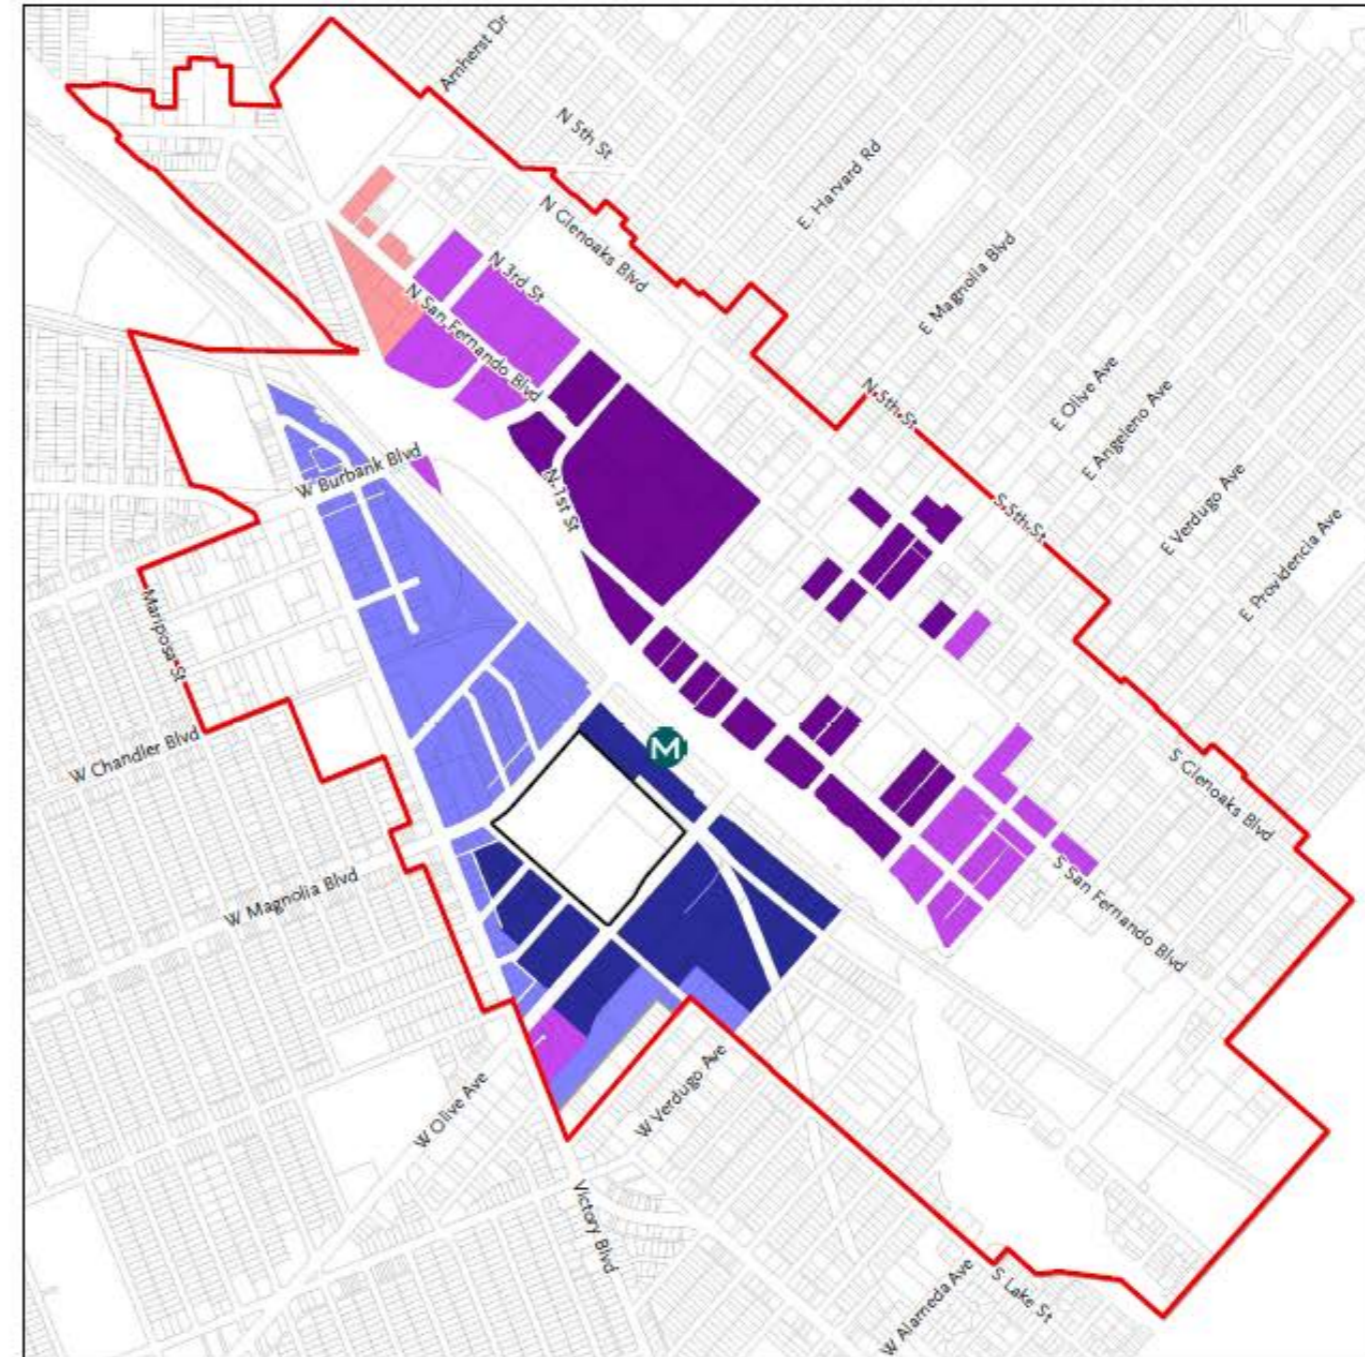 Amherst Dr
N 5th St
E Harvard Rd
N Glenoaks Blvd
E Magnolia Blvd
N 3rd St
N San Fernando Blvd
E Olive Ave
N 5th St
E Angeleno Ave
W Burbank Blvd
N 1st St
S 5th St
E Verdugo Ave
E Providencia Ave
Mariposa St
W Chandler Blvd
M
S Glenoaks Blvd
W Magnolia Blvd
S San Fernando Blvd
W Olive Ave
W Verdugo Ave
Victory Blvd
W Alameda Ave
S Lake St